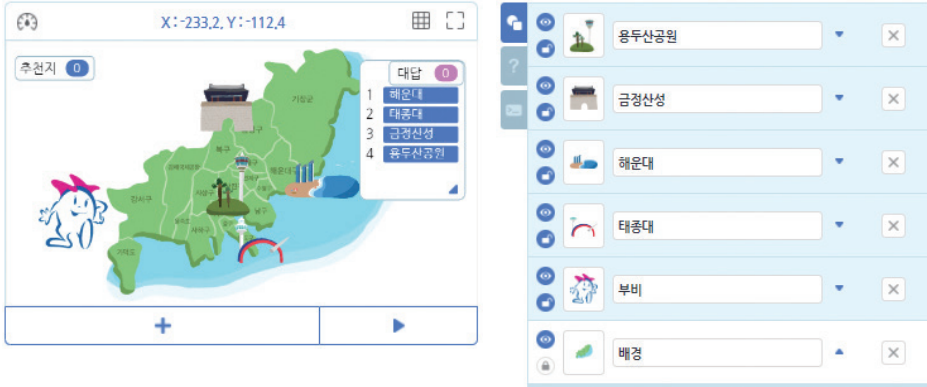 X:-233.2, Y:-112.4
추천지 0
대답 0
1 해운대
2 태종대
3 금정산성
4 용두산공원
기장군
북구
해운대구
강서구
사상구
남구
사하구
가덕도
+
?
용두산공원
금정산성
해운대
태종대
부비
배경